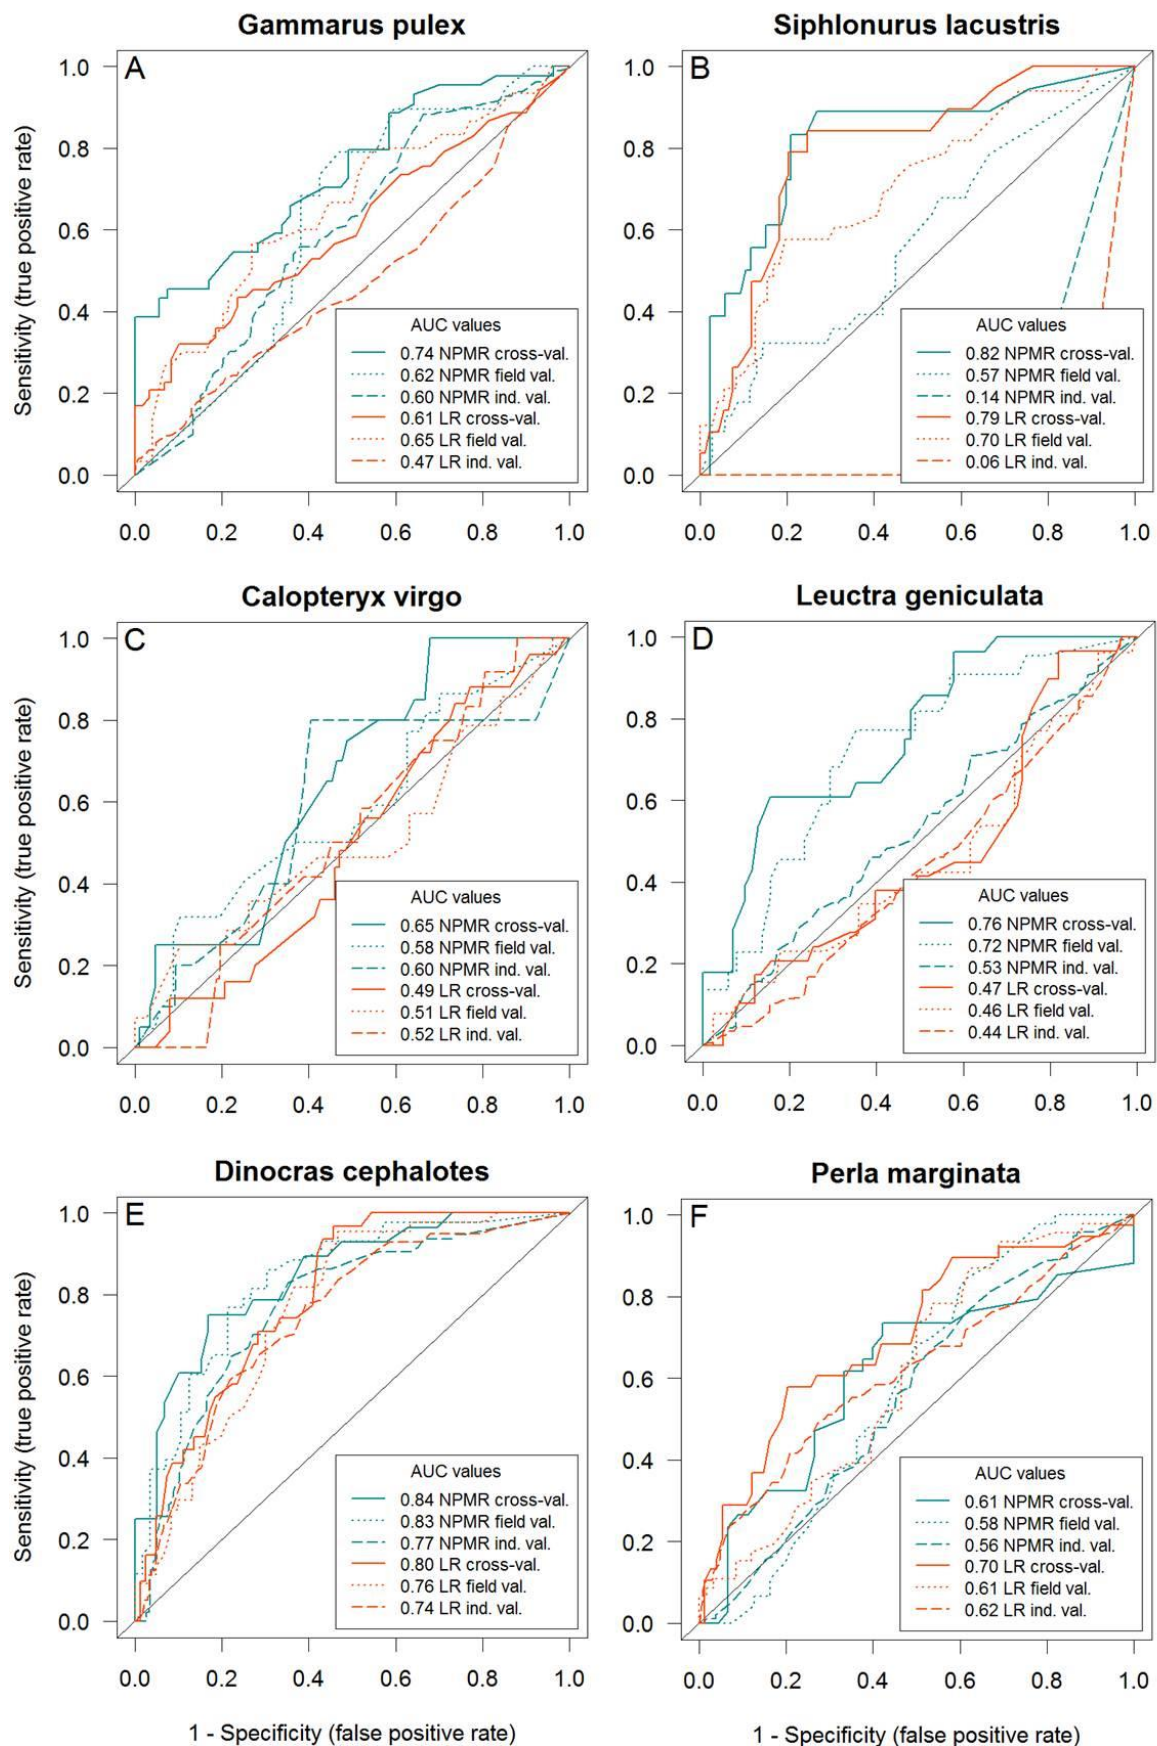 Gammarus pulex
A
Sensitivity (true positive rate)
1.0
0.8
0.6
0.4
0.2
0.0
AUC values
0.74 NPMR cross-val.
0.62 NPMR field val.
0.60 NPMR ind. val.
0.61 LR cross-val.
0.65 LR field val.
0.47 LR ind. val.
0.0 0.2 0.4 0.6 0.8 1.0
Siphlonurus lacustris
B
1.0
0.8
0.6
0.4
0.2
0.0
AUC values
0.82 NPMR cross-val.
0.57 NPMR field val.
0.14 NPMR ind. val.
0.79 LR cross-val.
0.70 LR field val.
0.06 LR ind. val.
0.0 0.2 0.4 0.6 0.8 1.0
Calopteryx virgo
C
Sensitivity (true positive rate)
1.0
0.8
0.6
0.4
0.2
0.0
AUC values
0.65 NPMR cross-val.
0.58 NPMR field val.
0.60 NPMR ind. val.
0.49 LR cross-val.
0.51 LR field val.
0.52 LR ind. val.
0.0 0.2 0.4 0.6 0.8 1.0
Leuctra geniculata
D
1.0
0.8
0.6
0.4
0.2
0.0
AUC values
0.76 NPMR cross-val.
0.72 NPMR field val.
0.53 NPMR ind. val.
0.47 LR cross-val.
0.46 LR field val.
0.44 LR ind. val.
0.0 0.2 0.4 0.6 0.8 1.0
Dinocras cephalotes
E
Sensitivity (true positive rate)
1.0
0.8
0.6
0.4
0.2
0.0
AUC values
0.84 NPMR cross-val.
0.83 NPMR field val.
0.77 NPMR ind. val.
0.80 LR cross-val.
0.76 LR field val.
0.74 LR ind. val.
0.0 0.2 0.4 0.6 0.8 1.0
1 - Specificity (false positive rate)
Perla marginata
F
1.0
0.8
0.6
0.4
0.2
0.0
AUC values
0.61 NPMR cross-val.
0.58 NPMR field val.
0.56 NPMR ind. val.
0.70 LR cross-val.
0.61 LR field val.
0.62 LR ind. val.
0.0 0.2 0.4 0.6 0.8 1.0
1 - Specificity (false positive rate)